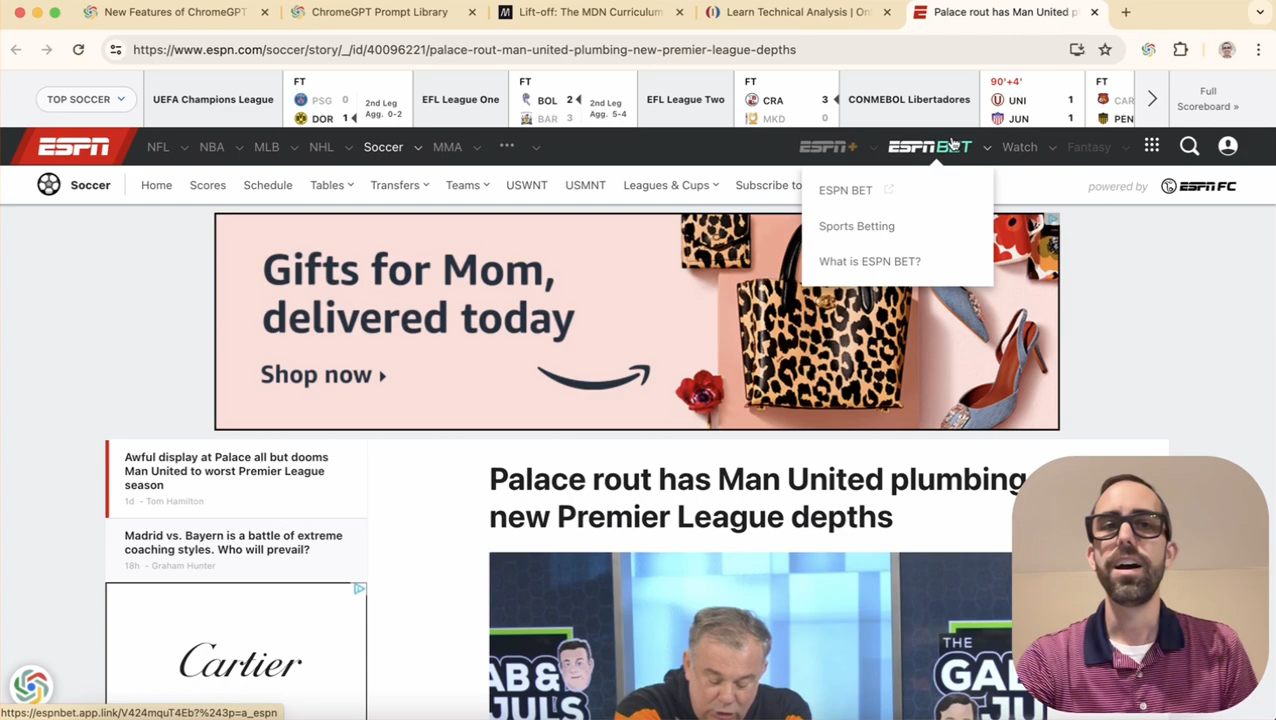 New Features of ChromeGPT
ChromeGPT Prompt Library
Lift-off: The MDN Curriculum
Learn Technical Analysis | Onl
Palace rout has Man United p
https://www.espn.com/soccer/story/_/id/40096221/palace-rout-man-united-plumbing-new-premier-league-depths
TOP SOCCER
UEFA Champions League
FT
PSG 0
DOR 1
2nd Leg
Agg. 0-2
EFL League One
FT
BOL 2
BAR 3
2nd Leg
Agg. 5-4
EFL League Two
FT
CRA 3
MKD 0
CONMEBOL Libertadores
90'+4'
UNI 1
JUN 1
FT
CAR
PEN
Full
Scoreboard »
ESPN
NFL
NBA
MLB
NHL
Soccer
MMA
ESPN+
ESPN BET
Watch
Fantasy
Soccer
Home
Scores
Schedule
Tables
Transfers
Teams
USWNT
USMNT
Leagues & Cups
Subscribe to
powered by
ESPN FC
ESPN BET
Sports Betting
What is ESPN BET?
Gifts for Mom,
delivered today
Shop now
Awful display at Palace all but dooms
Man United to worst Premier League
season
1d - Tom Hamilton
Madrid vs. Bayern is a battle of extreme
coaching styles. Who will prevail?
18h - Graham Hunter
Cartier
Palace rout has Man United plumbing
new Premier League depths
GAB &
JULS
THE
GAB
JULS
https://espnbet.app.link/V424mquT4Eb?%243p=a_espn